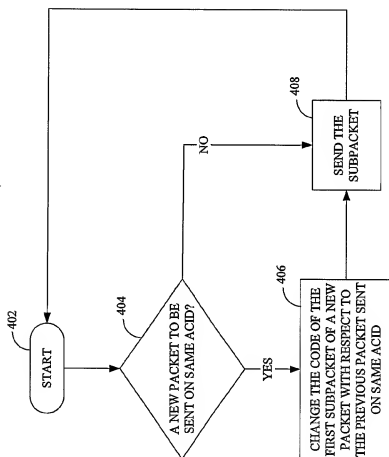 402
START
404
A NEW PACKET TO BE
SENT ON SAME ACID?
NO
YES
406
CHANGE THE CODE OF THE
FIRST SUBPACKET OF A NEW
PACKET WITH RESPECT TO
THE PREVIOUS PACKET SENT
ON SAME ACID
408
SEND THE
SUBPACKET